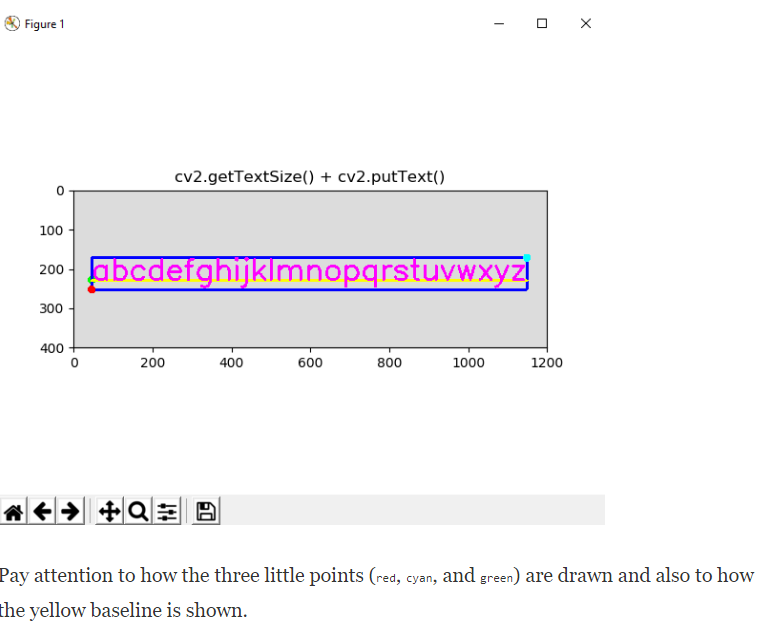 Figure 1
cv2.getTextSize() + cv2.putText()
0
100
200
300
400
abcdefghijklmnopqrstuvwxyz
0 200 400 600 800 1000 1200
Pay attention to how the three little points (red, cyan, and green) are drawn and also to how
the yellow baseline is shown.